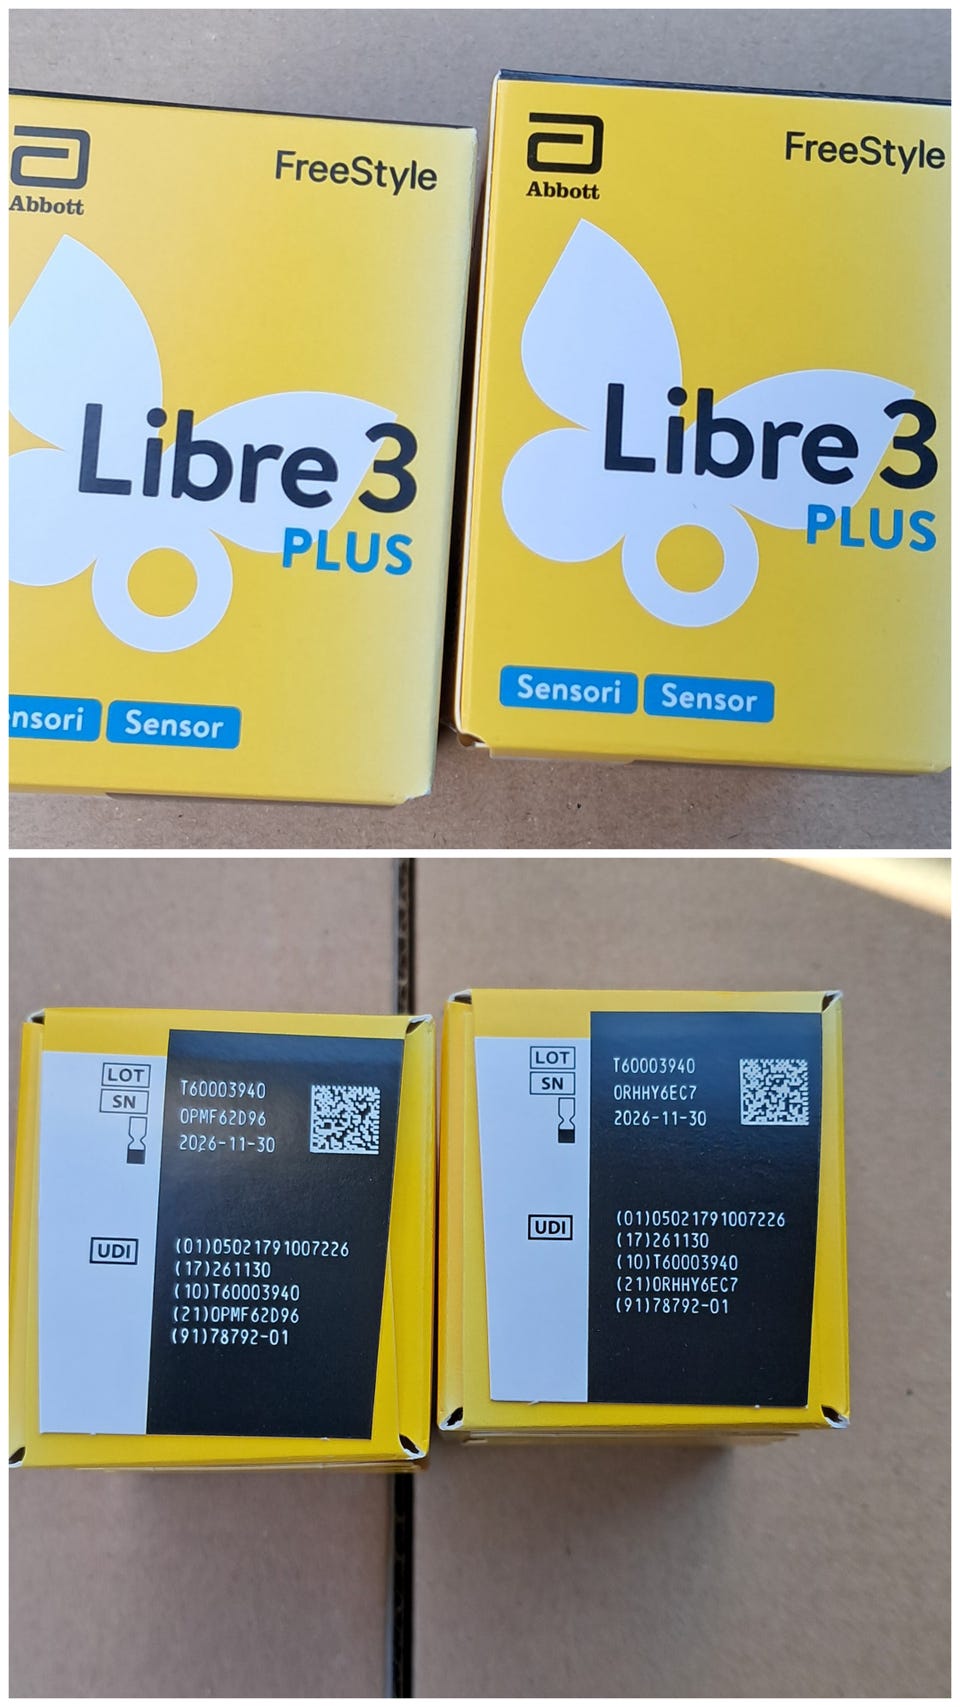 Abbott
FreeStyle
Libre 3
PLUS
ensori Sensor
Abbott
FreeStyle
Libre 3
PLUS
Sensori Sensor
LOT T60003940
SN 0PMF62D96
2026-11-30
UDI (01)05021791007226
(17)261130
(10)T60003940
(21)0PMF62D96
(91)78792-01
LOT T60003940
SN 0RHHY6EC7
2026-11-30
UDI (01)05021791007226
(17)261130
(10)T60003940
(21)0RHHY6EC7
(91)78792-01